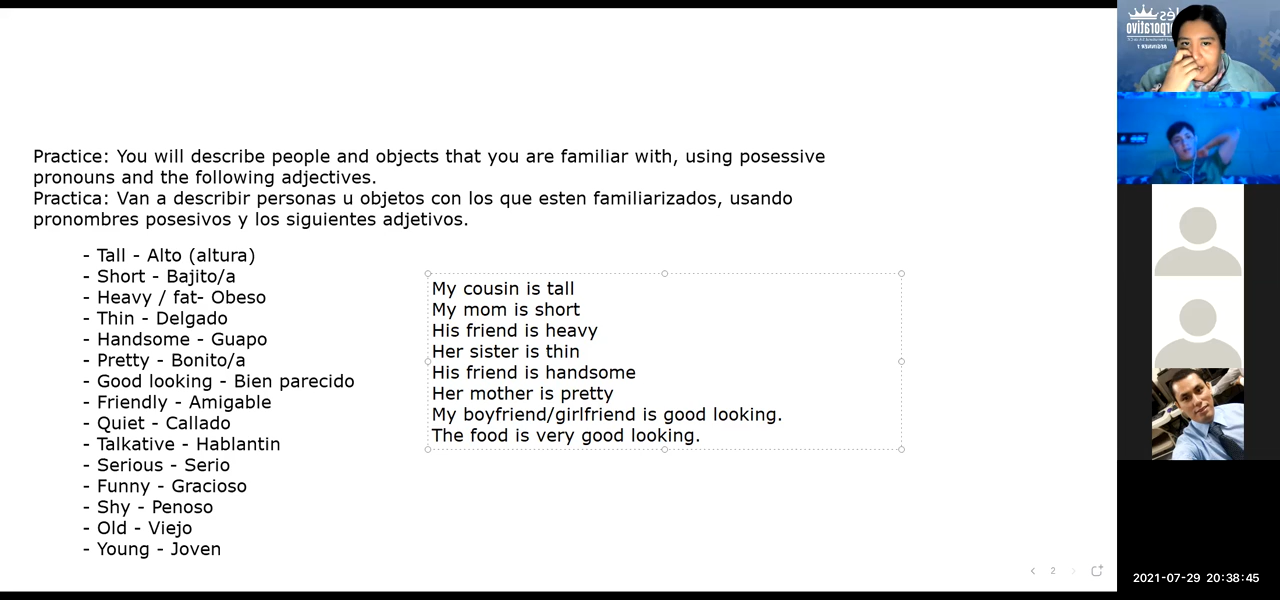 Practice: You will describe people and objects that you are familiar with, using posessive
pronouns and the following adjectives.
Practica: Van a describir personas u objetos con los que esten familiarizados, usando
pronombres posesivos y los siguientes adjetivos.
- Tall - Alto (altura)
- Short - Bajito/a
- Heavy / fat- Obeso
- Thin - Delgado
- Handsome - Guapo
- Pretty - Bonito/a
- Good looking - Bien parecido
- Friendly - Amigable
- Quiet - Callado
- Talkative - Hablantin
- Serious - Serio
- Funny - Gracioso
- Shy - Penoso
- Old - Viejo
- Young - Joven
My cousin is tall
My mom is short
His friend is heavy
Her sister is thin
His friend is handsome
Her mother is pretty
My boyfriend/girlfriend is good looking.
The food is very good looking.
2
2021-07-29 20:38:45